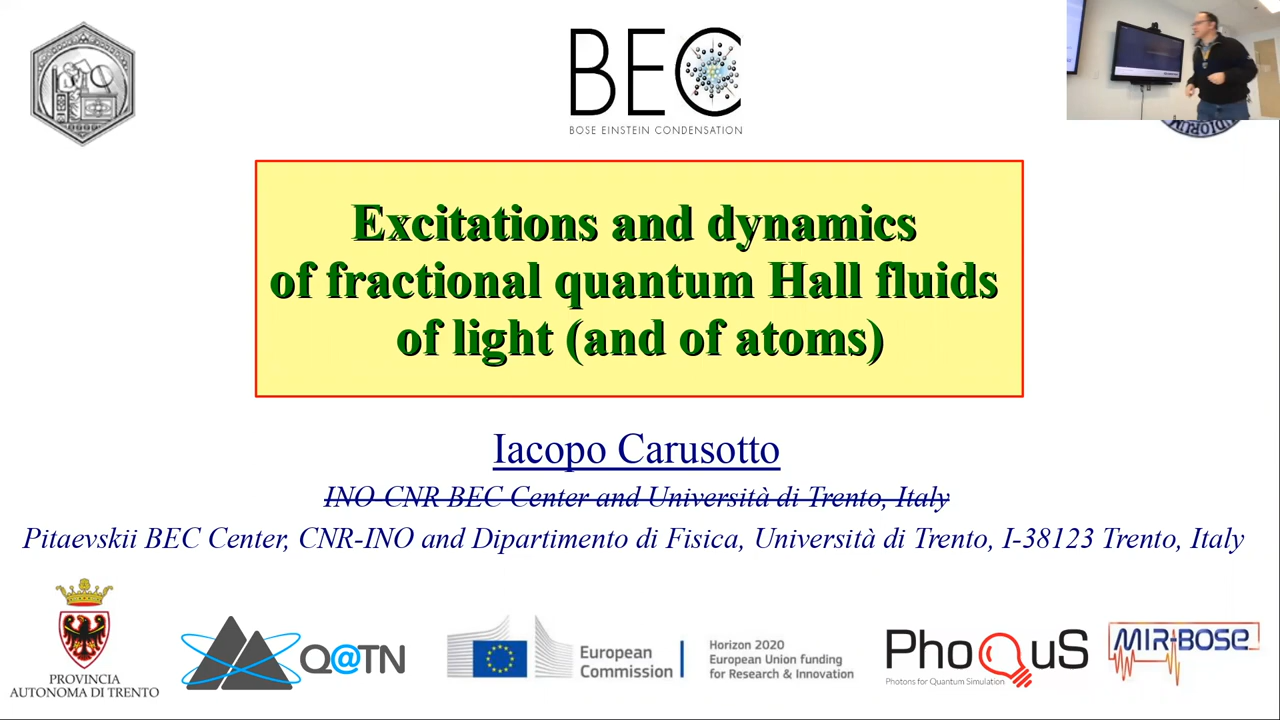 BEC
BOSE EINSTEIN CONDENSATION
UDIORUM
Excitations and dynamics
of fractional quantum Hall fluids
of light (and of atoms)
Iacopo Carusotto
INO-CNR BEC Center and Università di Trento, Italy
Pitaevskii BEC Center, CNR-INO and Dipartimento di Fisica, Università di Trento, I-38123 Trento, Italy
PROVINCIA
AUTONOMA DI TRENTO
Q@TN
European
Commission
Horizon 2020
European Union funding
for Research & Innovation
PhoQuS
Photons for Quantum Simulation
MIR-BOSE